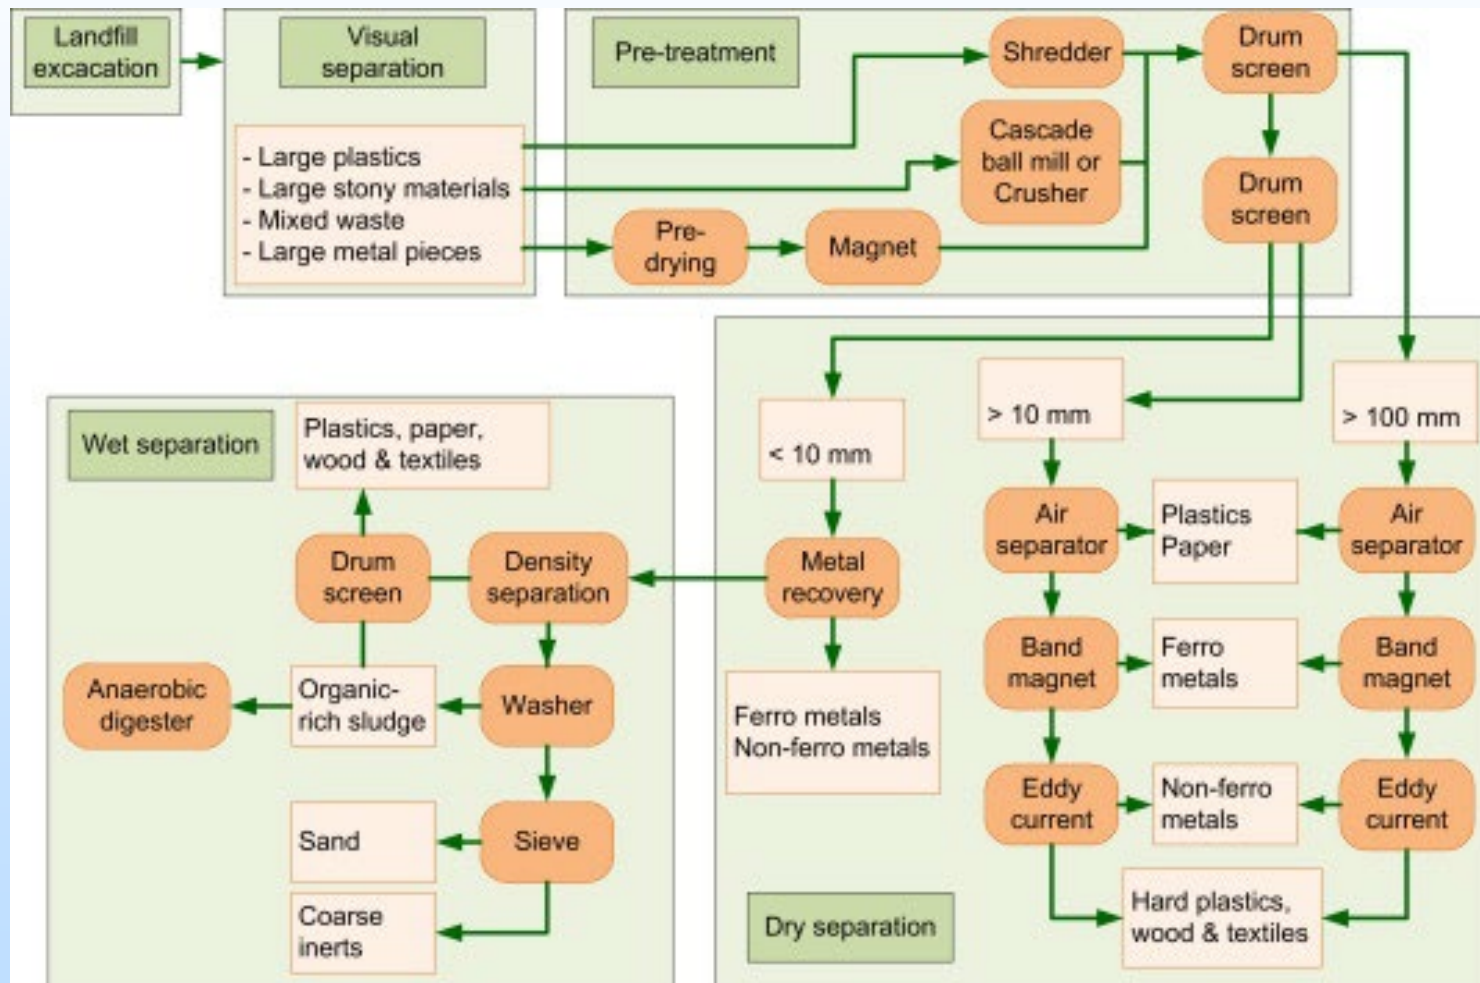 Landfill
excacation
Visual
separation
- Large plastics
- Large stony materials
- Mixed waste
- Large metal pieces
Pre-treatment
Shredder
Cascade
ball mill or
Crusher
Pre-
drying
Magnet
Drum
screen
Drum
screen
Wet separation
Plastics, paper,
wood & textiles
Drum
screen
Density
separation
Anaerobic
digester
Organic-
rich sludge
Washer
Sand
Sieve
Coarse
inerts
< 10 mm
> 10 mm
> 100 mm
Metal
recovery
Ferro metals
Non-ferro metals
Air
separator
Plastics
Paper
Air
separator
Band
magnet
Ferro
metals
Band
magnet
Eddy
current
Non-ferro
metals
Eddy
current
Hard plastics,
wood & textiles
Dry separation